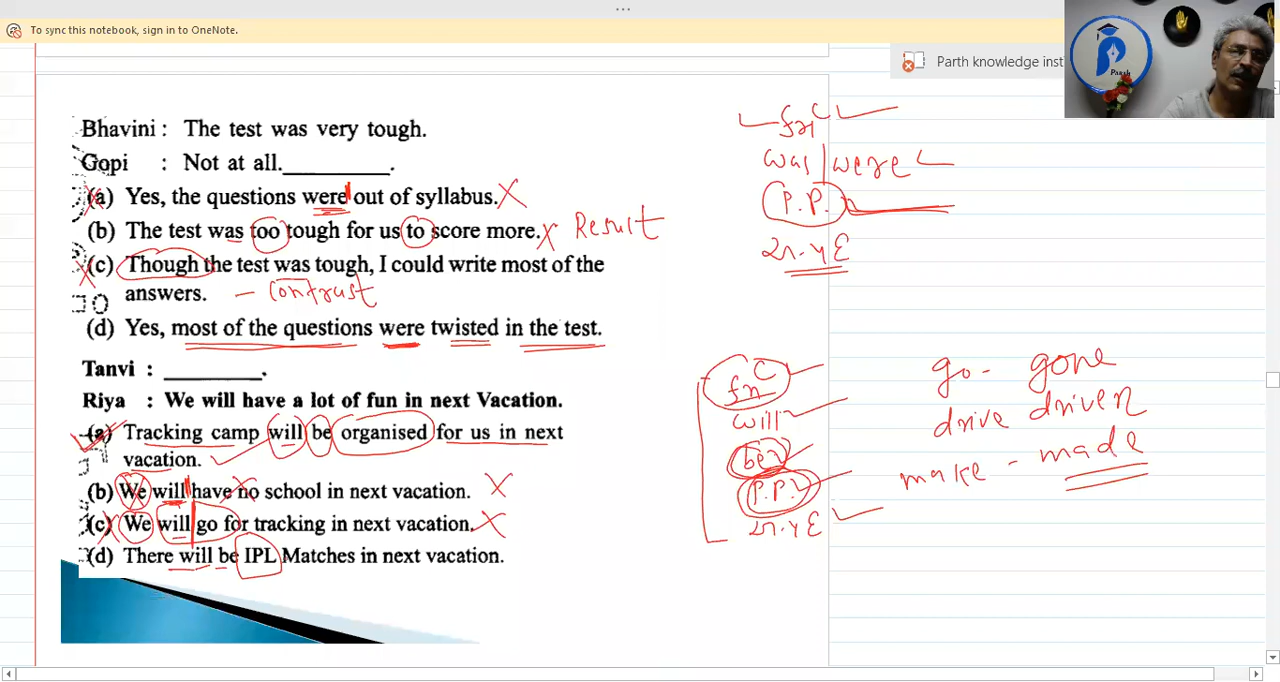 To sync this notebook, sign in to OneNote.
Parth knowledge inst
Parth
Bhavini : The test was very tough.
Gopi : Not at all.__________.
(a) Yes, the questions were out of syllabus. X
(b) The test was too tough for us to score more. X Result
(c) Though the test was tough, I could write most of the
answers. - Contrast
(d) Yes, most of the questions were twisted in the test.
Tanvi : __________.
Riya : We will have a lot of fun in next Vacation.
(a) Tracking camp will be organised for us in next
vacation.
(b) We will have no school in next vacation. X
(c) We will go for tracking in next vacation. X
(d) There will be IPL Matches in next vacation.
was/were
P.P.
will
be
P.P.
go - gone
drive driven
make - made